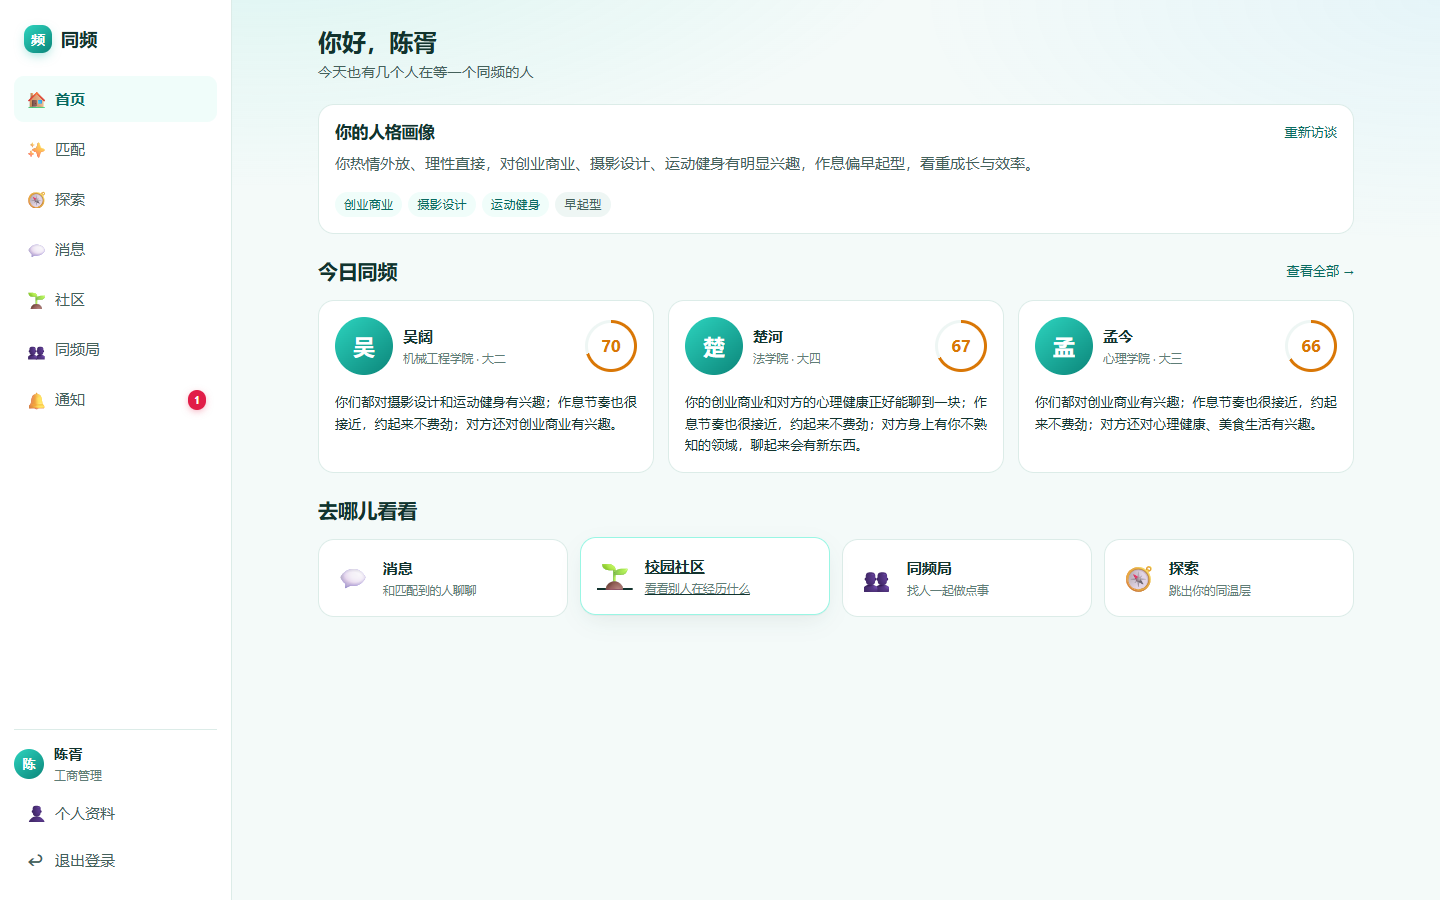 频 同频
首页
匹配
探索
消息
社区
同频局
通知 1
陈 陈胥
工商管理
个人资料
退出登录
你好，陈胥
今天也有几个人在等一个同频的人
你的人格画像 重新访谈
你热情外放、理性直接，对创业商业、摄影设计、运动健身有明显兴趣，作息偏早起型，看重成长与效率。
创业商业 摄影设计 运动健身 早起型
今日同频 查看全部 →
吴 吴阔 70
机械工程学院 · 大二
你们都对摄影设计和运动健身有兴趣；作息节奏也很
接近，约起来不费劲；对方还对创业商业有兴趣。
楚 楚河 67
法学院 · 大四
你的创业商业和对方的心理健康正好能聊到一块；作
息节奏也很接近，约起来不费劲；对方身上有你不熟
知的领域，聊起来会有新东西。
孟 孟今 66
心理学院 · 大三
你们都对创业商业有兴趣；作息节奏也很接近，约起
来不费劲；对方还对心理健康、美食生活有兴趣。
去哪儿看看
消息
和匹配到的人聊聊
校园社区
看看别人在经历什么
同频局
找人一起做点事
探索
跳出你的同温层